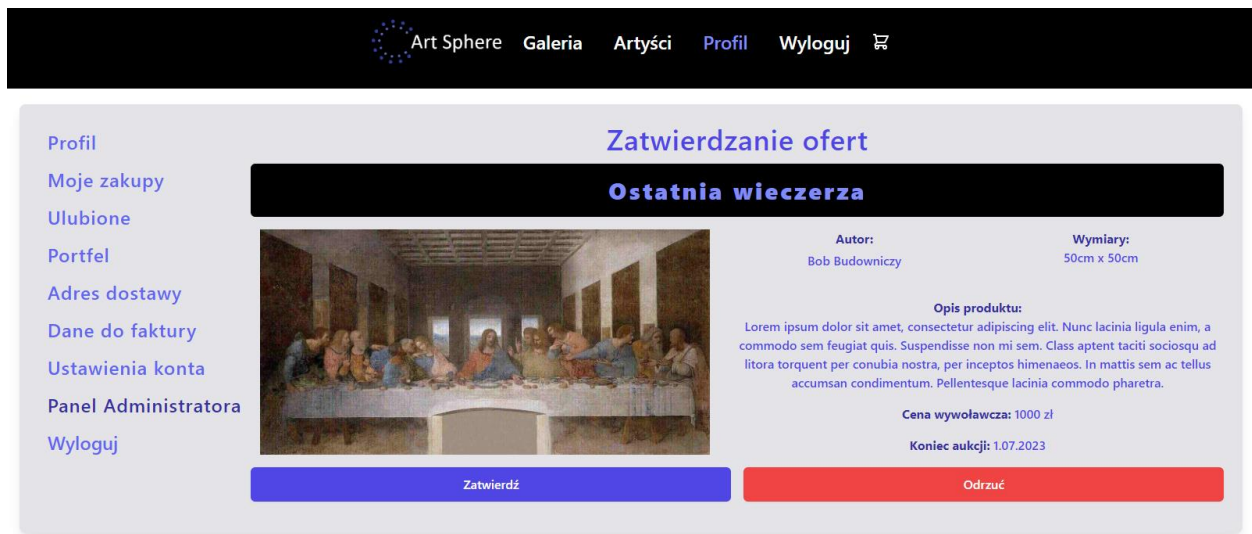 Art Sphere Galeria Artyści Profil Wyloguj
Profil
Moje zakupy
Ulubione
Portfel
Adres dostawy
Dane do faktury
Ustawienia konta
Panel Administratora
Wyloguj
Zatwierdzanie ofert
Ostatnia wieczerza
Autor:
Bob Budowniczy
Wymiary:
50cm x 50cm
Opis produktu:
Lorem ipsum dolor sit amet, consectetur adipiscing elit. Nunc lacinia ligula enim, a
commodo sem feugiat quis. Suspendisse non mi sem. Class aptent taciti sociosqu ad
litora torquent per conubia nostra, per inceptos himenaeos. In mattis sem ac tellus
accumsan condimentum. Pellentesque lacinia commodo pharetra.
Cena wywoławcza: 1000 zł
Koniec aukcji: 1.07.2023
Zatwierdź
Odrzuć